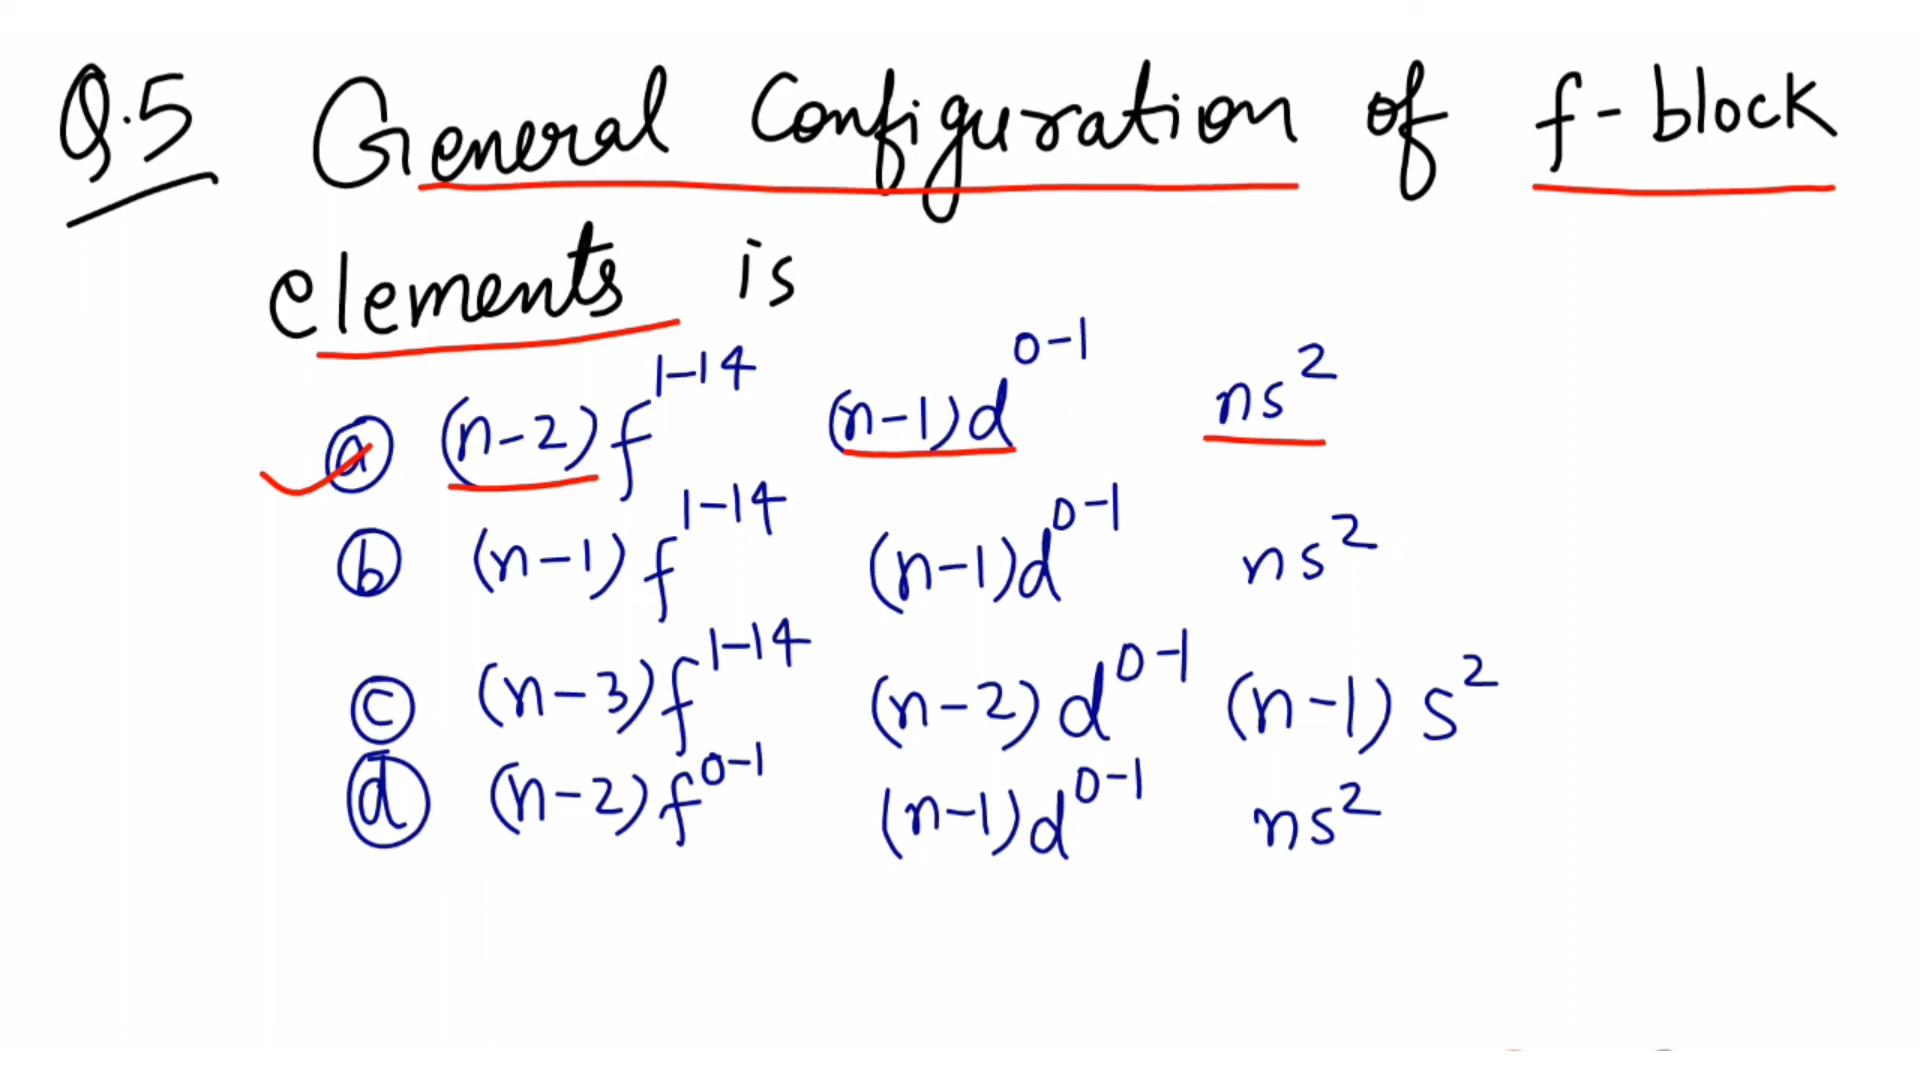 Q.5 General Configuration of f-block
elements is
ⓐ (n-2)f¹⁻¹⁴ (n-1)d⁰⁻¹ ns²
ⓑ (n-1)f¹⁻¹⁴ (n-1)d⁰⁻¹ ns²
ⓒ (n-3)f¹⁻¹⁴ (n-2)d⁰⁻¹ (n-1)s²
ⓓ (n-2)f⁰⁻¹ (n-1)d⁰⁻¹ ns²